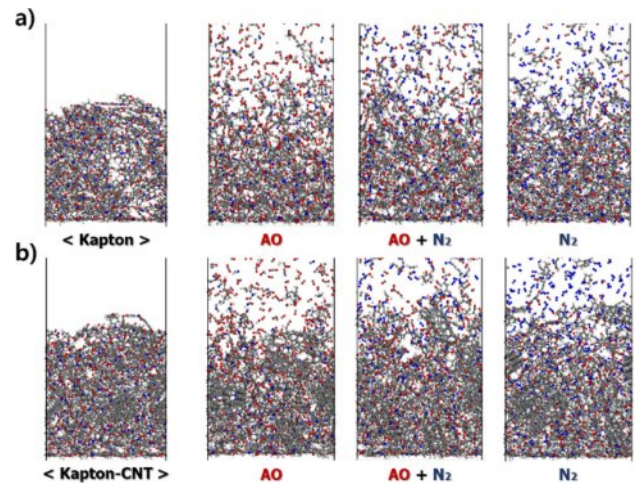 a)
< Kapton > AO AO + N₂ N₂
b)
< Kapton-CNT > AO AO + N₂ N₂